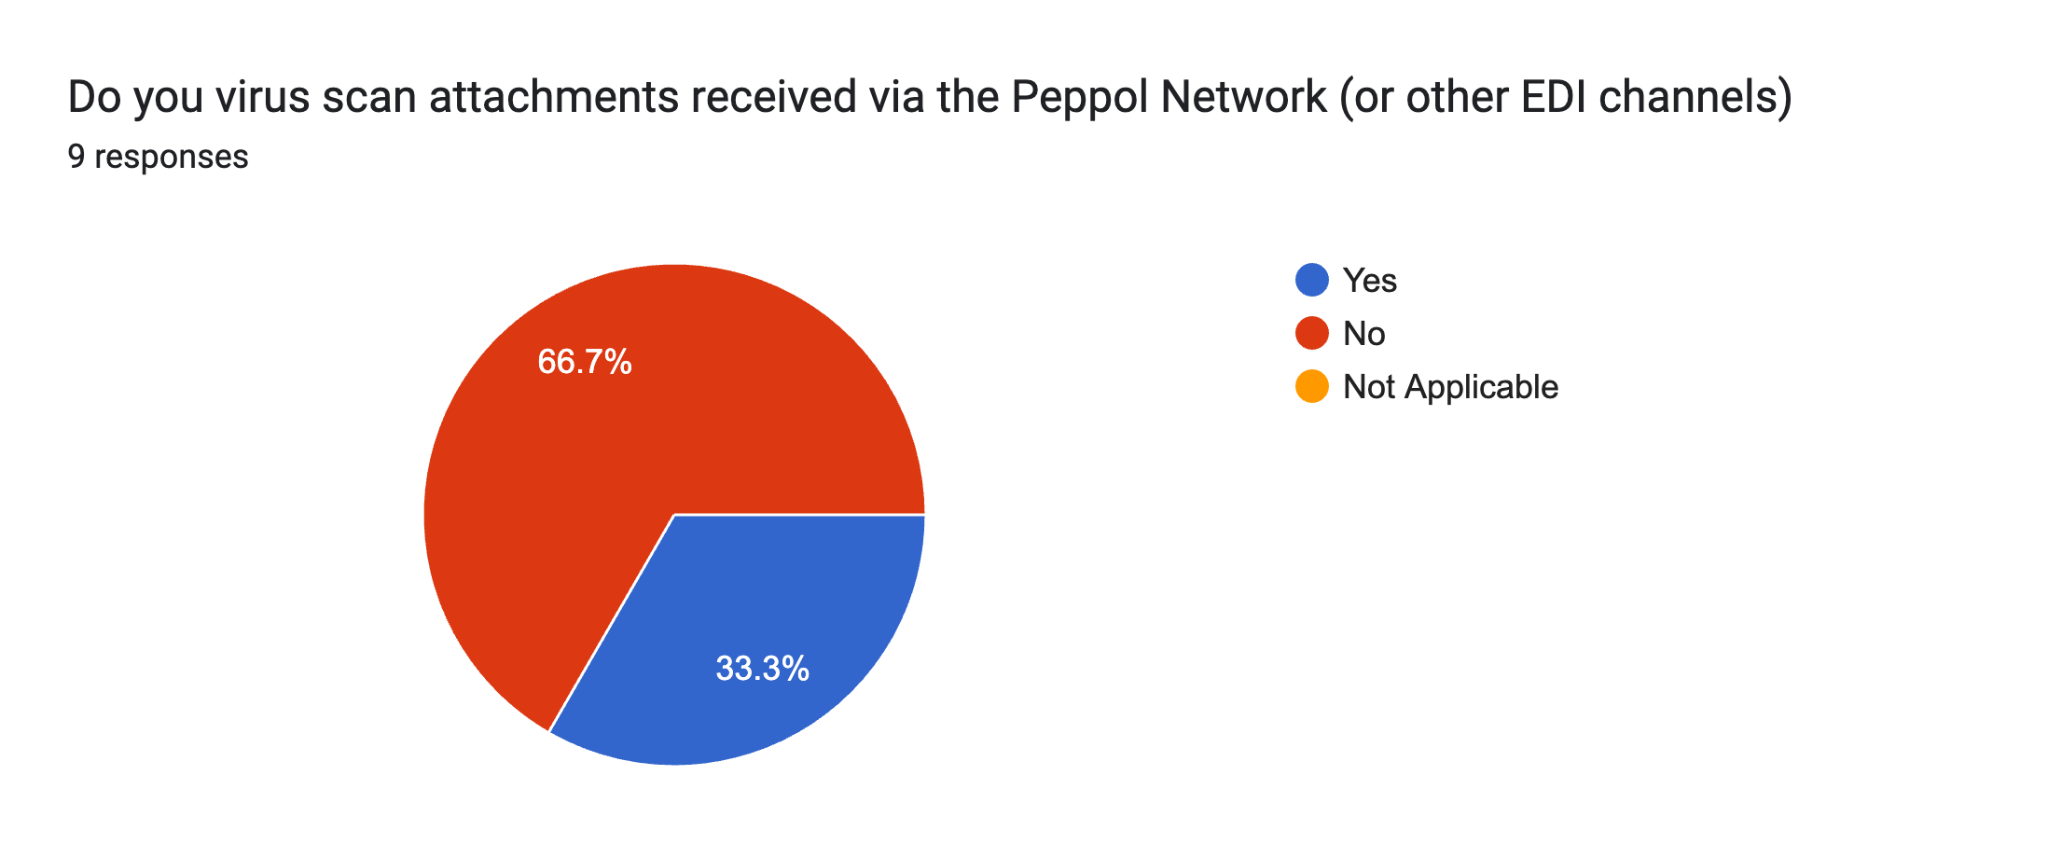 Do you virus scan attachments received via the Peppol Network (or other EDI channels)
9 responses
66.7%
33.3%
Yes
No
Not Applicable